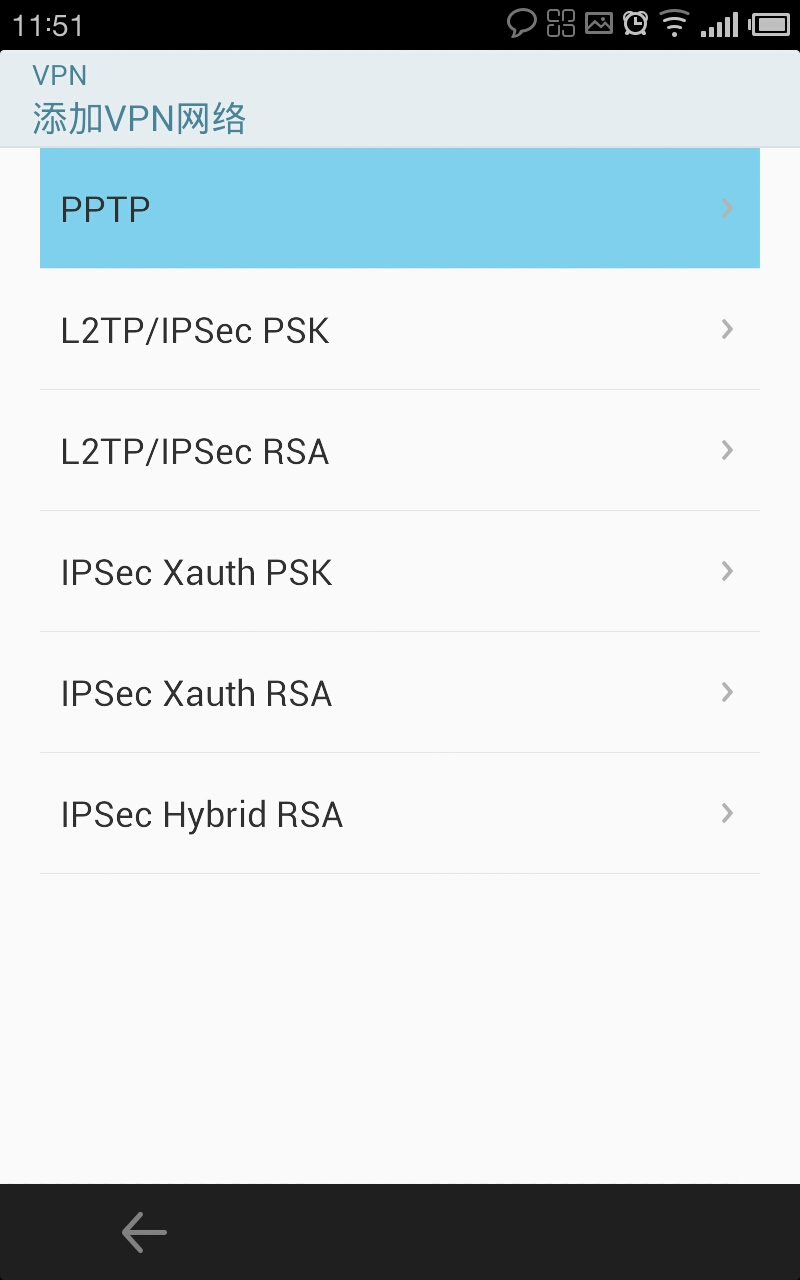 11:51
VPN
添加VPN网络
PPTP
L2TP/IPSec PSK
L2TP/IPSec RSA
IPSec Xauth PSK
IPSec Xauth RSA
IPSec Hybrid RSA